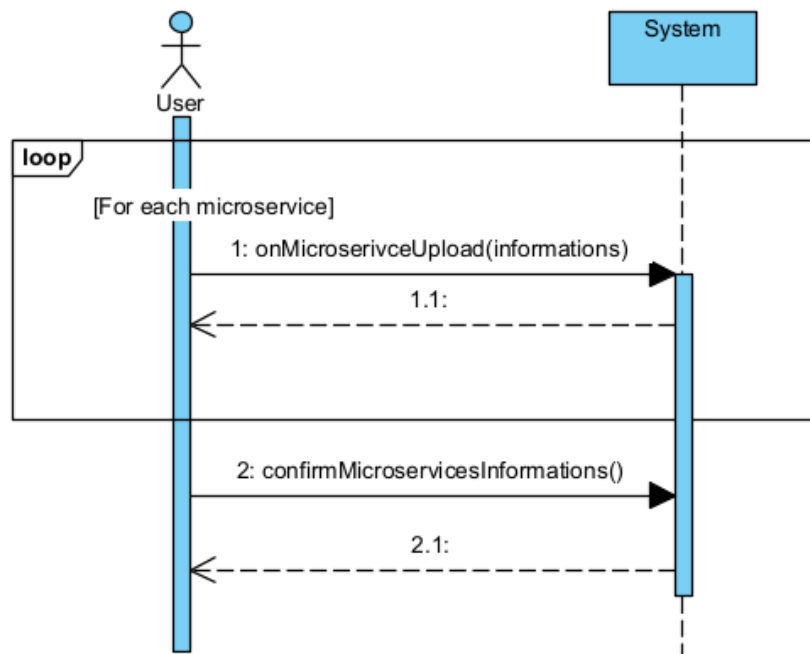 System
User
loop
[For each microservice]
1: onMicroserivceUpload(informations)
1.1:
2: confirmMicroservicesInformations()
2.1: